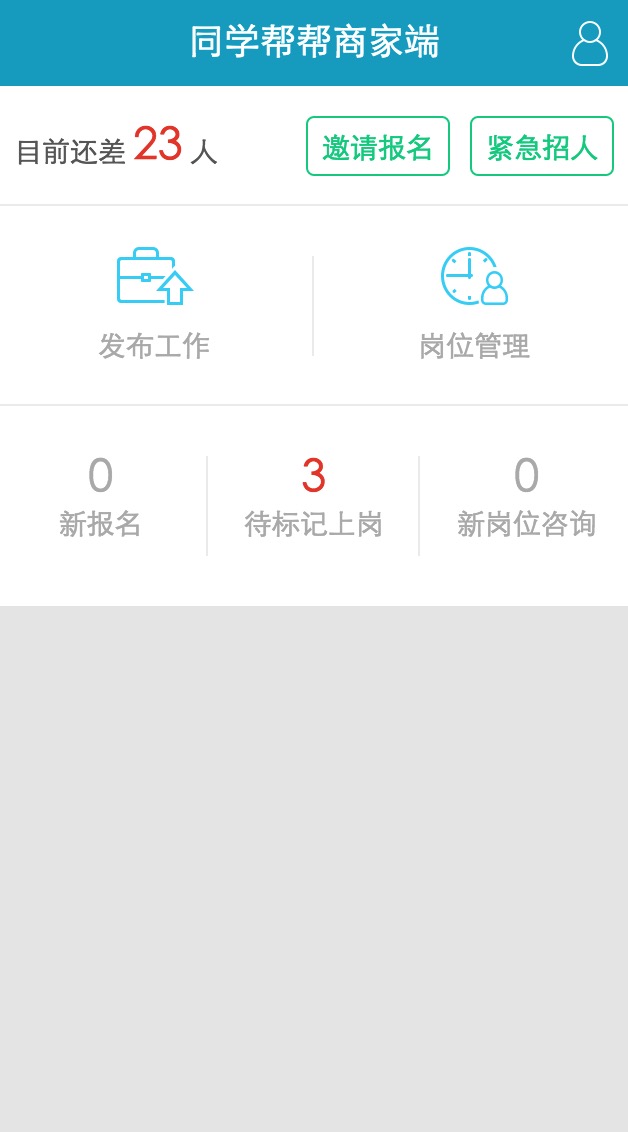 同学帮帮商家端
目前还差 23 人
邀请报名
紧急招人
发布工作
岗位管理
0
新报名
3
待标记上岗
0
新岗位咨询